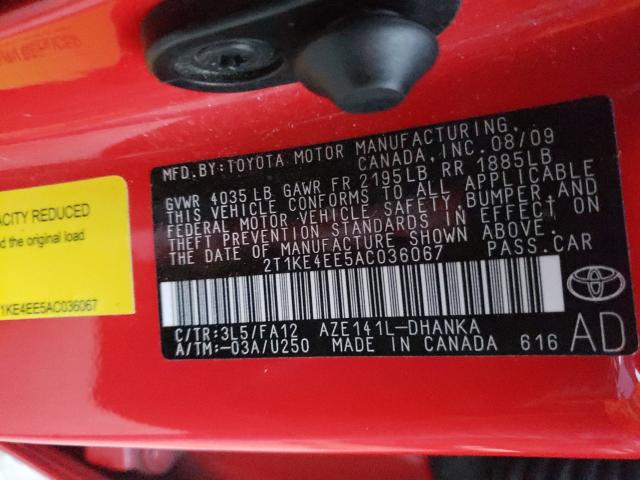 MFD.BY:TOYOTA MOTOR MANUFACTURING,
CANADA, INC. 08/09
GVWR 4035LB GAWR FR 2195LB RR 1885LB
THIS VEHICLE CONFORMS TO ALL APPLICABLE
FEDERAL MOTOR VEHICLE SAFETY, BUMPER, AND
THEFT PREVENTION STANDARDS IN EFFECT ON
THE DATE OF MANUFACTURE SHOWN ABOVE.
2T1KE4EE5AC036067 PASS.CAR
C/TR:3L5/FA12 AZE141L-DHANKA
A/TM:-03A/U250 MADE IN CANADA 616
AD
ACITY REDUCED
the original load
1KE4EE5AC036067